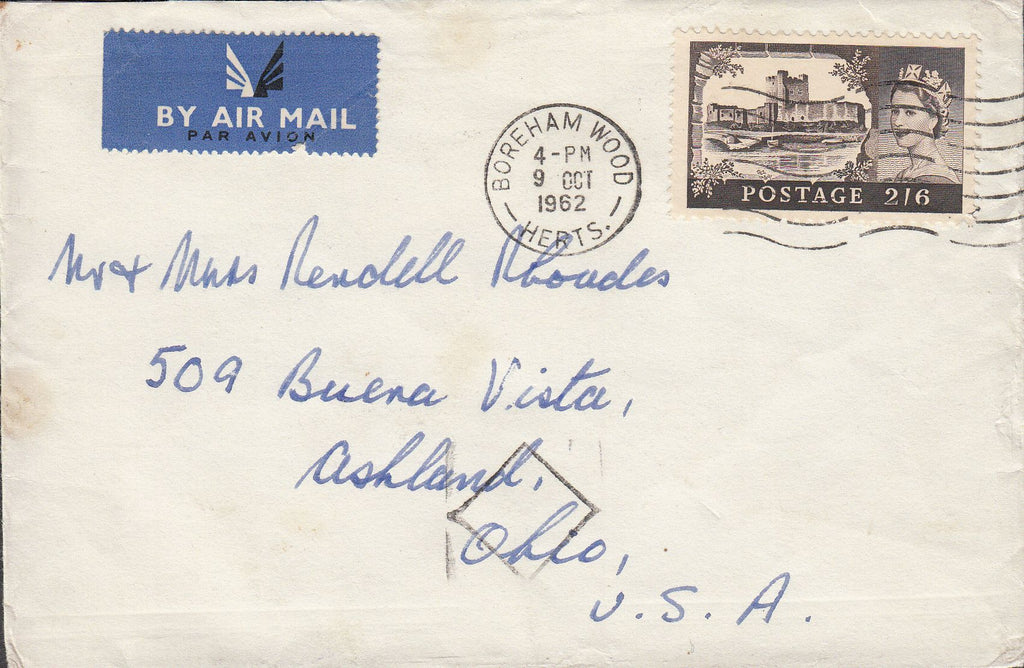 BY AIR MAIL
PAR AVION
BOREHAM WOOD
4-PM
9 OCT
1962
HERTS.
POSTAGE 2/6
Mr & Mrs Rendell Rhoades
509 Buena Vista,
Ashland,
Ohio,
U.S.A.